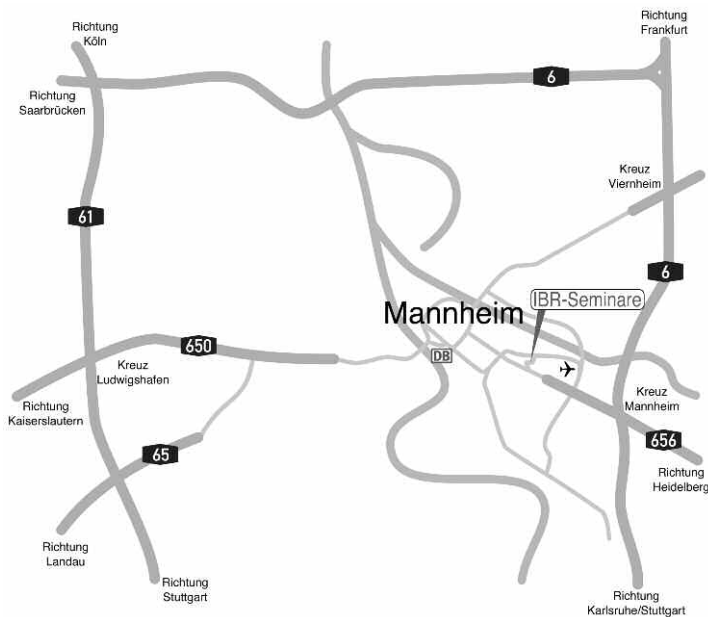 Richtung
Köln
Richtung
Frankfurt
6
Richtung
Saarbrücken
Kreuz
Viernheim
61
6
IBR-Seminare
Mannheim
650
DB
Kreuz
Ludwigshafen
Richtung
Kaiserslautern
Kreuz
Mannheim
656
65
Richtung
Heidelberg
Richtung
Landau
Richtung
Stuttgart
Richtung
Karlsruhe/Stuttgart